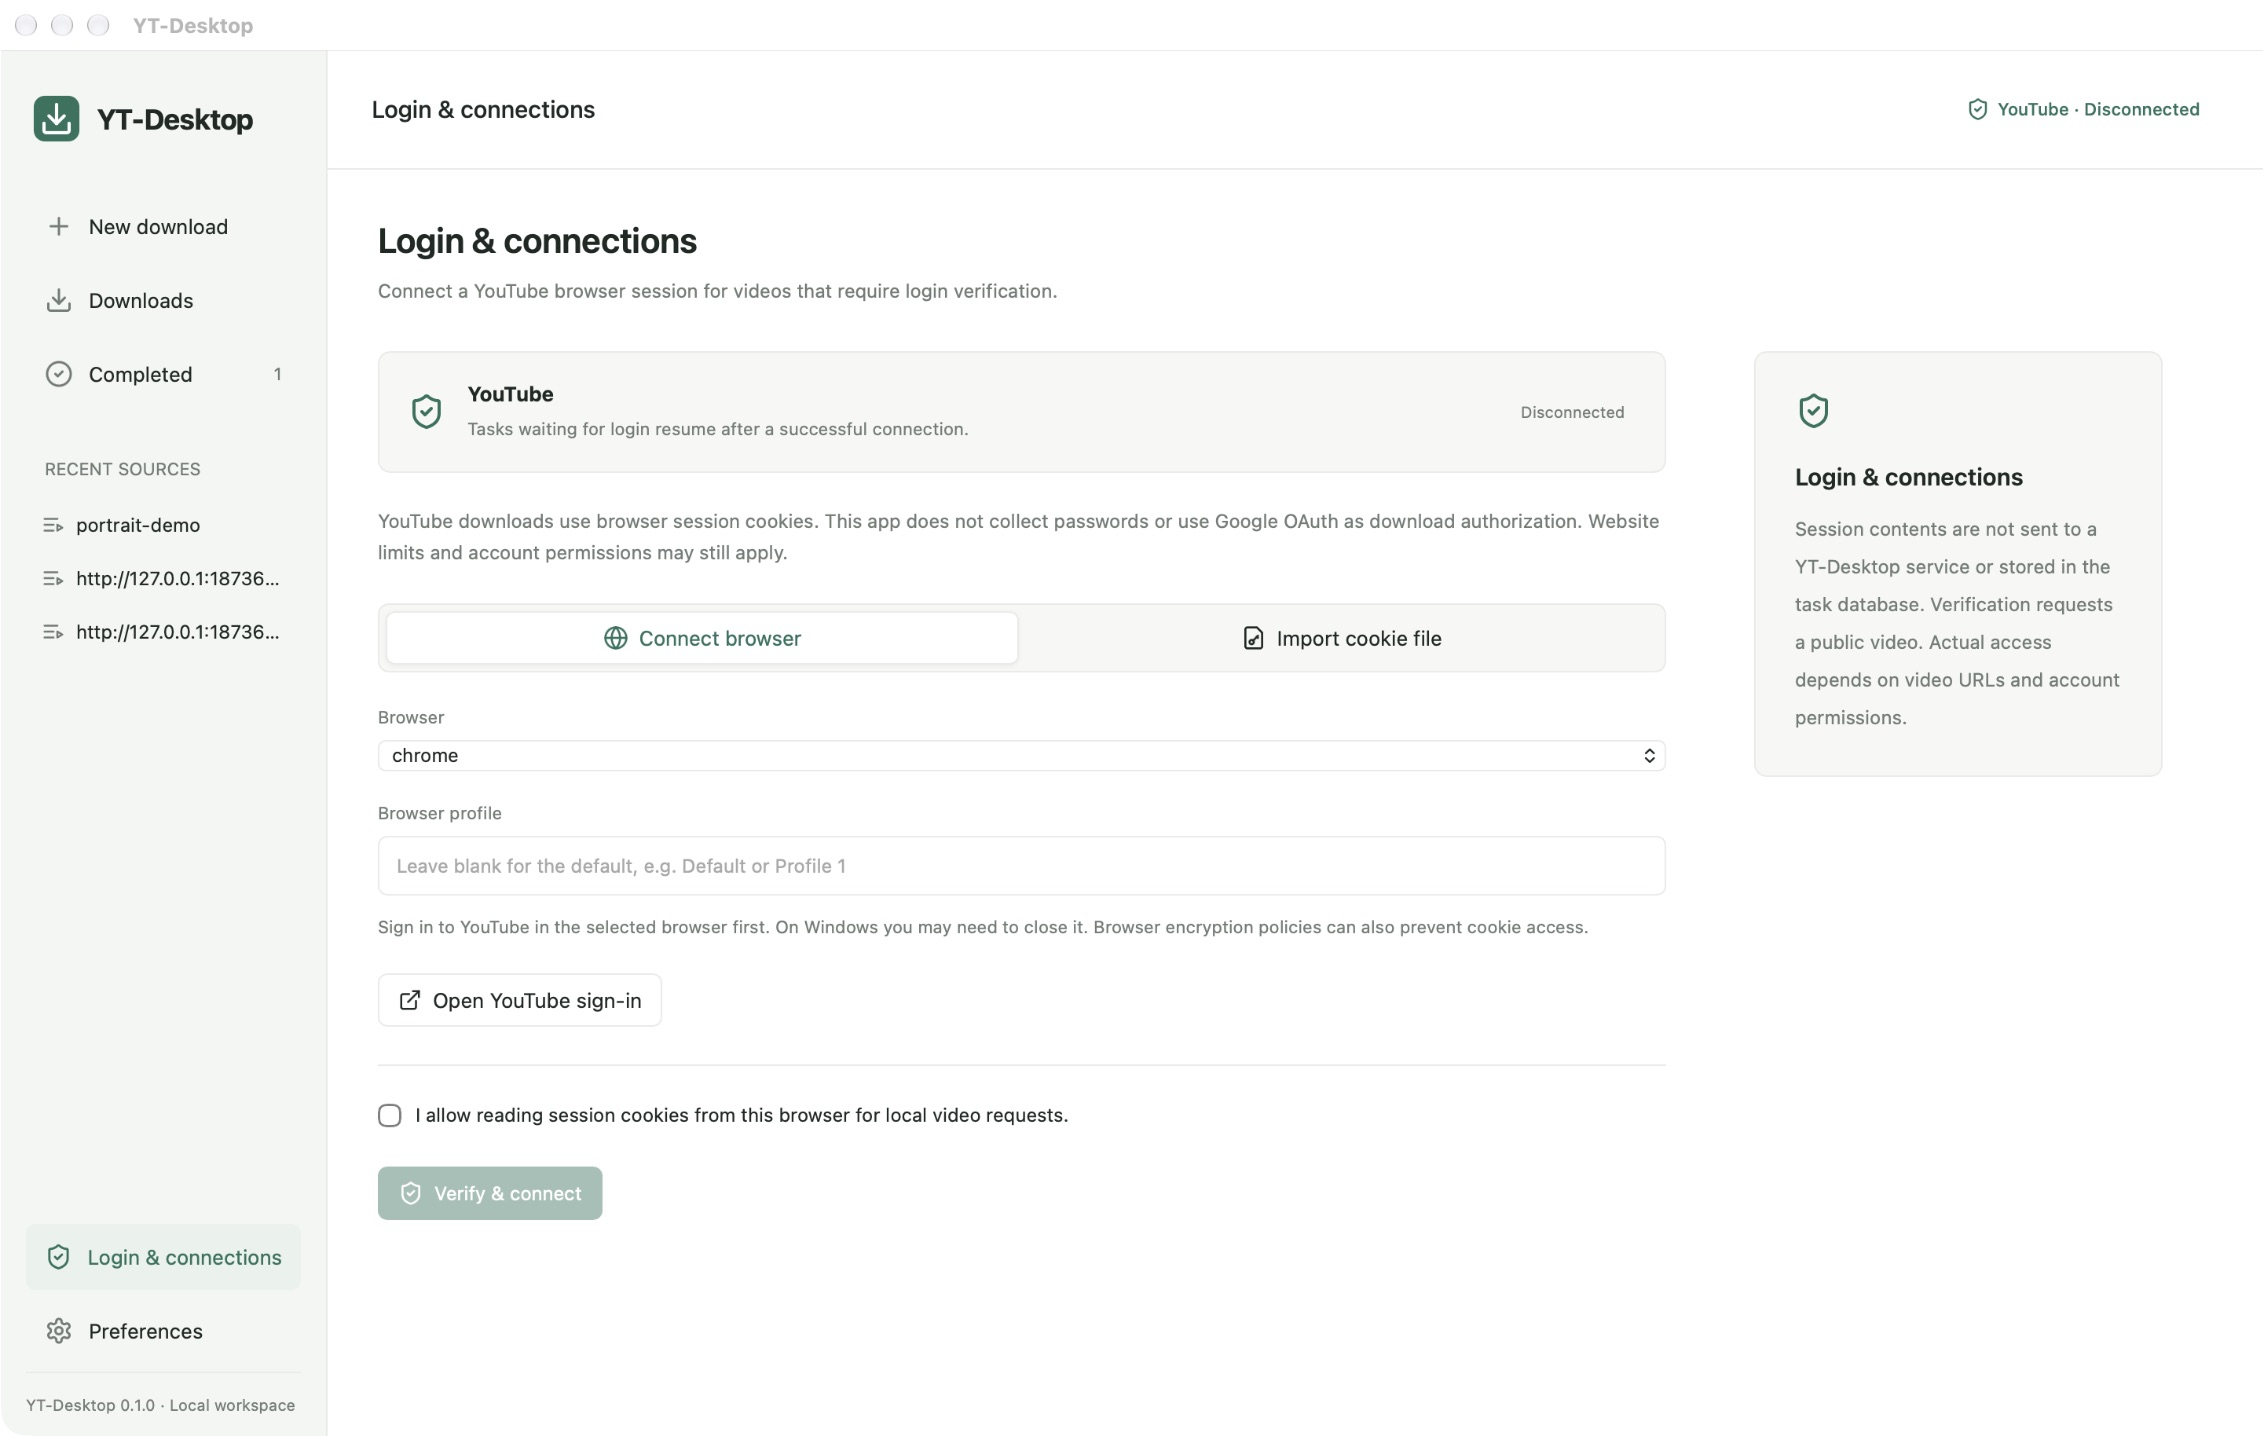 YT-Desktop
YT-Desktop
New download
Downloads
Completed 1
RECENT SOURCES
portrait-demo
http://127.0.0.1:18736...
http://127.0.0.1:18736...
Login & connections
Preferences
YT-Desktop 0.1.0 · Local workspace
Login & connections
YouTube · Disconnected
Login & connections
Connect a YouTube browser session for videos that require login verification.
YouTube
Tasks waiting for login resume after a successful connection.
Disconnected
YouTube downloads use browser session cookies. This app does not collect passwords or use Google OAuth as download authorization. Website
limits and account permissions may still apply.
Connect browser
Import cookie file
Browser
chrome
Browser profile
Leave blank for the default, e.g. Default or Profile 1
Sign in to YouTube in the selected browser first. On Windows you may need to close it. Browser encryption policies can also prevent cookie access.
Open YouTube sign-in
I allow reading session cookies from this browser for local video requests.
Verify & connect
Login & connections
Session contents are not sent to a
YT-Desktop service or stored in the
task database. Verification requests
a public video. Actual access
depends on video URLs and account
permissions.